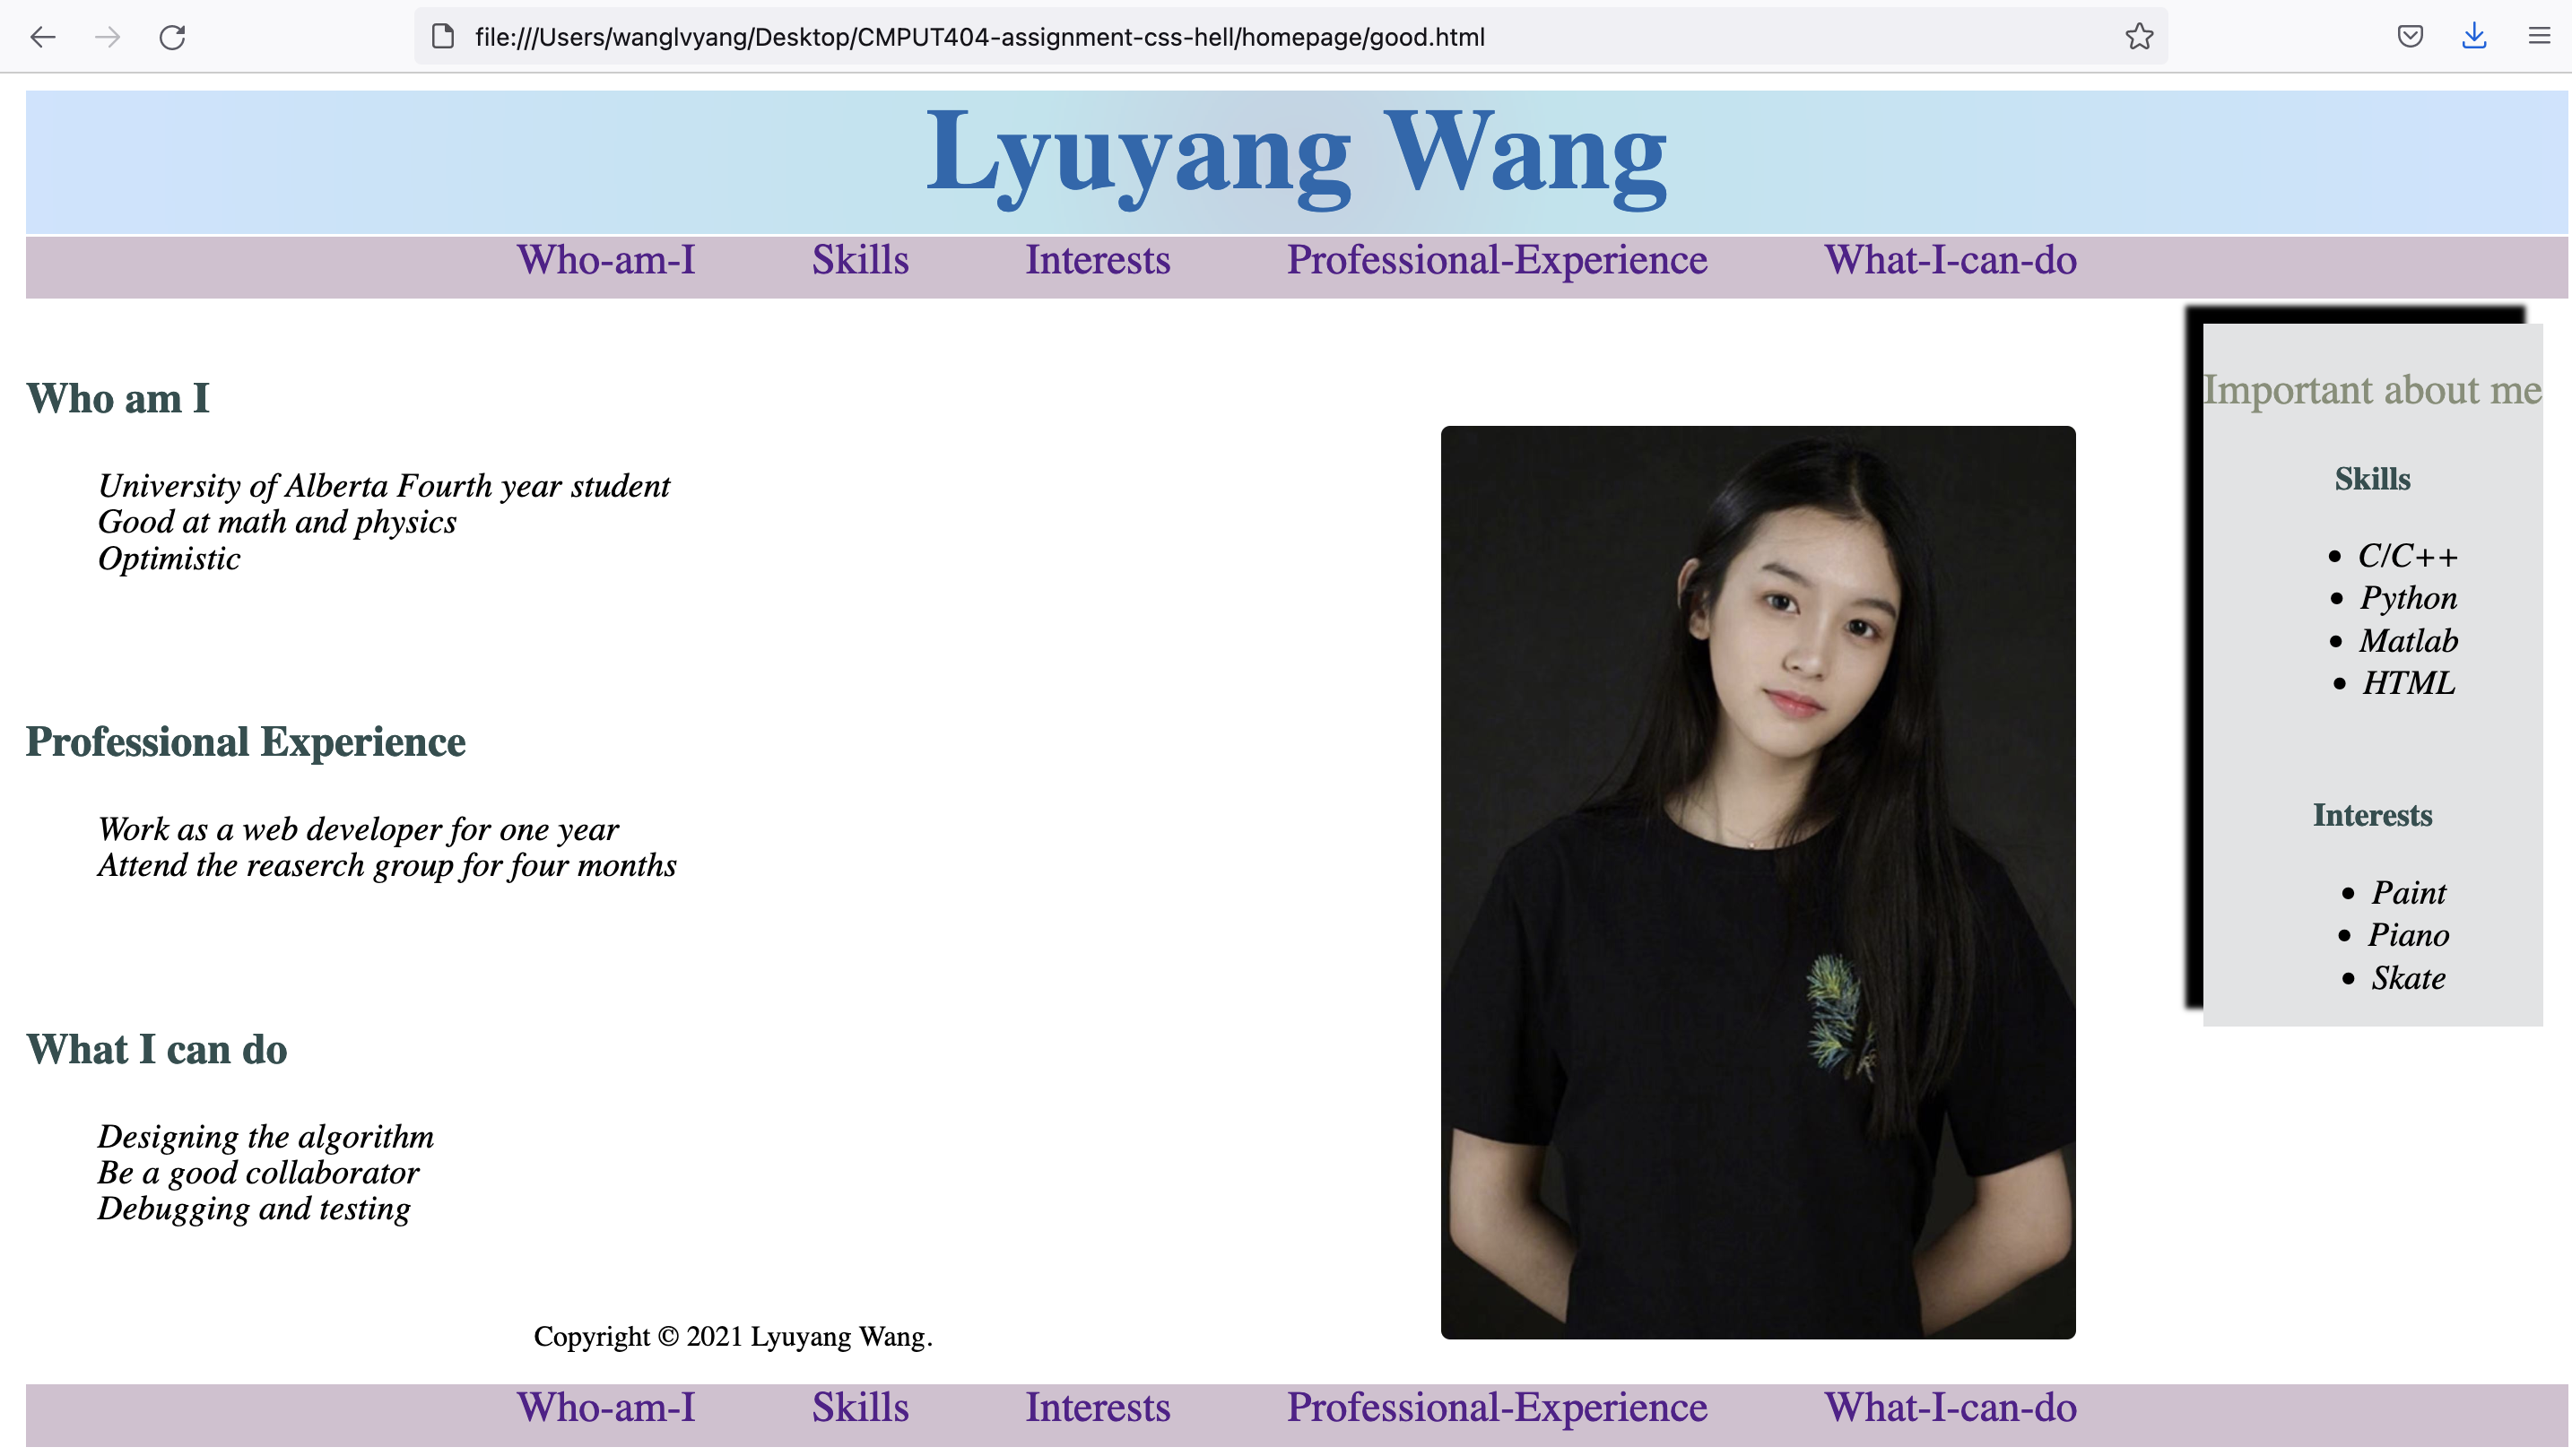 file:///Users/wanglvyang/Desktop/CMPUT404-assignment-css-hell/homepage/good.html
Lyuyang Wang
Who-am-I Skills Interests Professional-Experience What-I-can-do
Who am I
University of Alberta Fourth year student
Good at math and physics
Optimistic
Professional Experience
Work as a web developer for one year
Attend the reaserch group for four months
What I can do
Designing the algorithm
Be a good collaborator
Debugging and testing
Important about me
Skills
• C/C++
• Python
• Matlab
• HTML
Interests
• Paint
• Piano
• Skate
Copyright © 2021 Lyuyang Wang.
Who-am-I Skills Interests Professional-Experience What-I-can-do